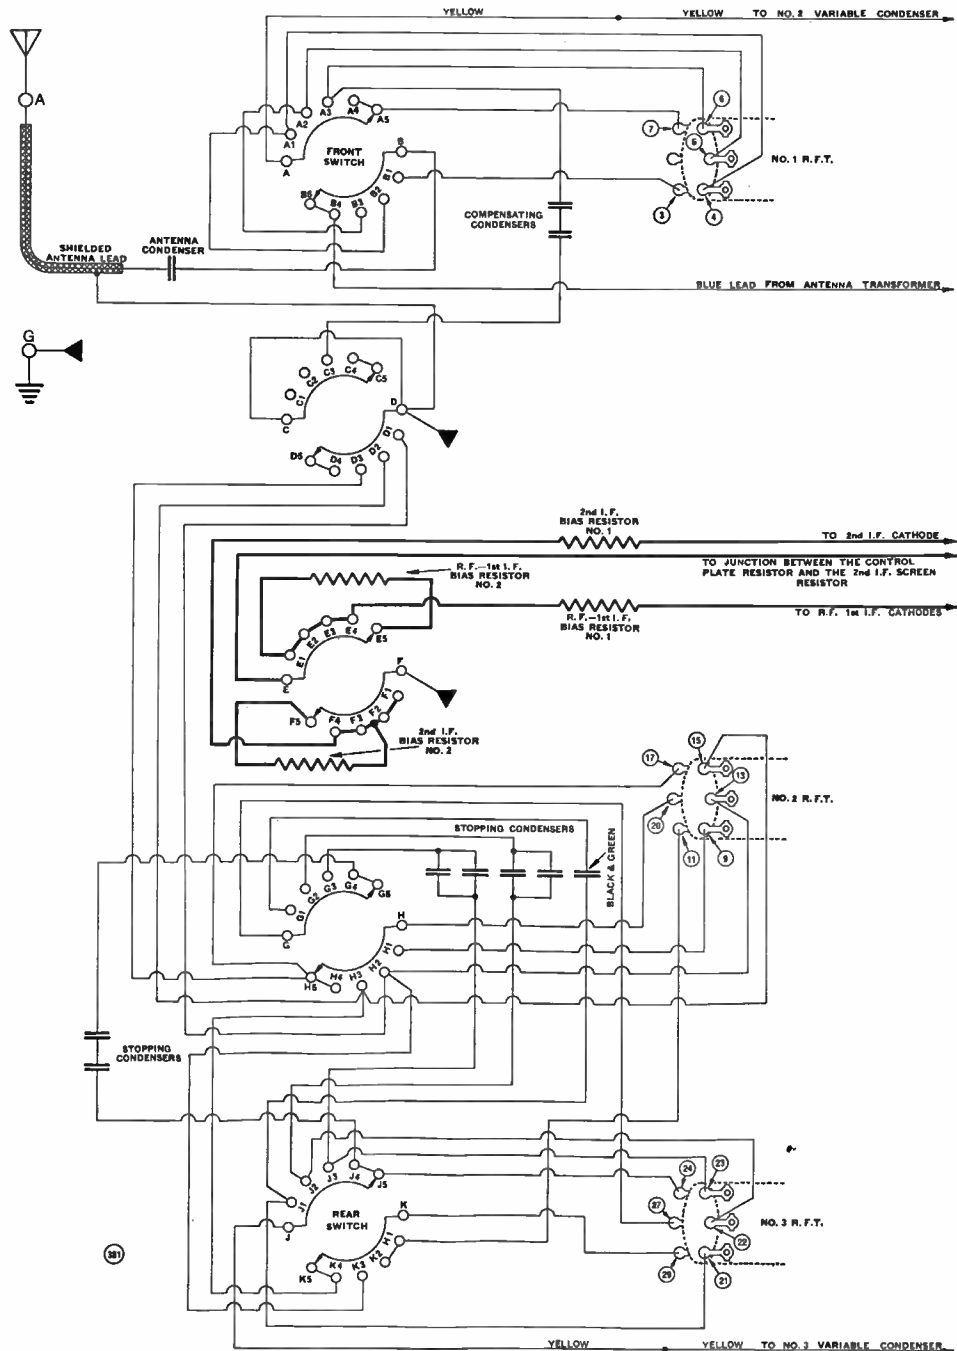 YELLOW
YELLOW TO NO. 2 VARIABLE CONDENSER
A
A3
A4
A5
A2
A1
A
FRONT
SWITCH
B
B1
B2
B3
B4
B5
7
6
5
3
4
NO. 1 R.F.T.
COMPENSATING
CONDENSERS
SHIELDED
ANTENNA LEAD
ANTENNA
CONDENSER
BLUE LEAD FROM ANTENNA TRANSFORMER
G
C3
C4
C5
C2
C1
C
D
D1
D2
D3
D4
D5
2nd I.F.
BIAS RESISTOR
NO. 1
TO 2nd I.F. CATHODE
TO JUNCTION BETWEEN THE CONTROL
PLATE RESISTOR AND THE 2nd I.F. SCREEN
RESISTOR
R.F.–1st I.F.
BIAS RESISTOR
NO. 2
R.F.–1st I.F.
BIAS RESISTOR
NO. 1
TO R.F. 1st I.F. CATHODES
E1
E2
E3
E4
E5
E
F
F1
F2
F3
F4
F5
2nd I.F.
BIAS RESISTOR
NO. 2
17
15
13
20
11
9
NO. 2 R.F.T.
STOPPING CONDENSERS
BLACK & GREEN
G1
G2
G3
G4
G5
G
H
H1
H2
H3
H4
H5
STOPPING
CONDENSERS
J1
J2
J3
J4
J5
J
REAR
SWITCH
K
H1
K2
K3
K4
K5
24
23
27
22
29
21
NO. 3 R.F.T.
381
YELLOW
YELLOW TO NO. 3 VARIABLE CONDENSER.